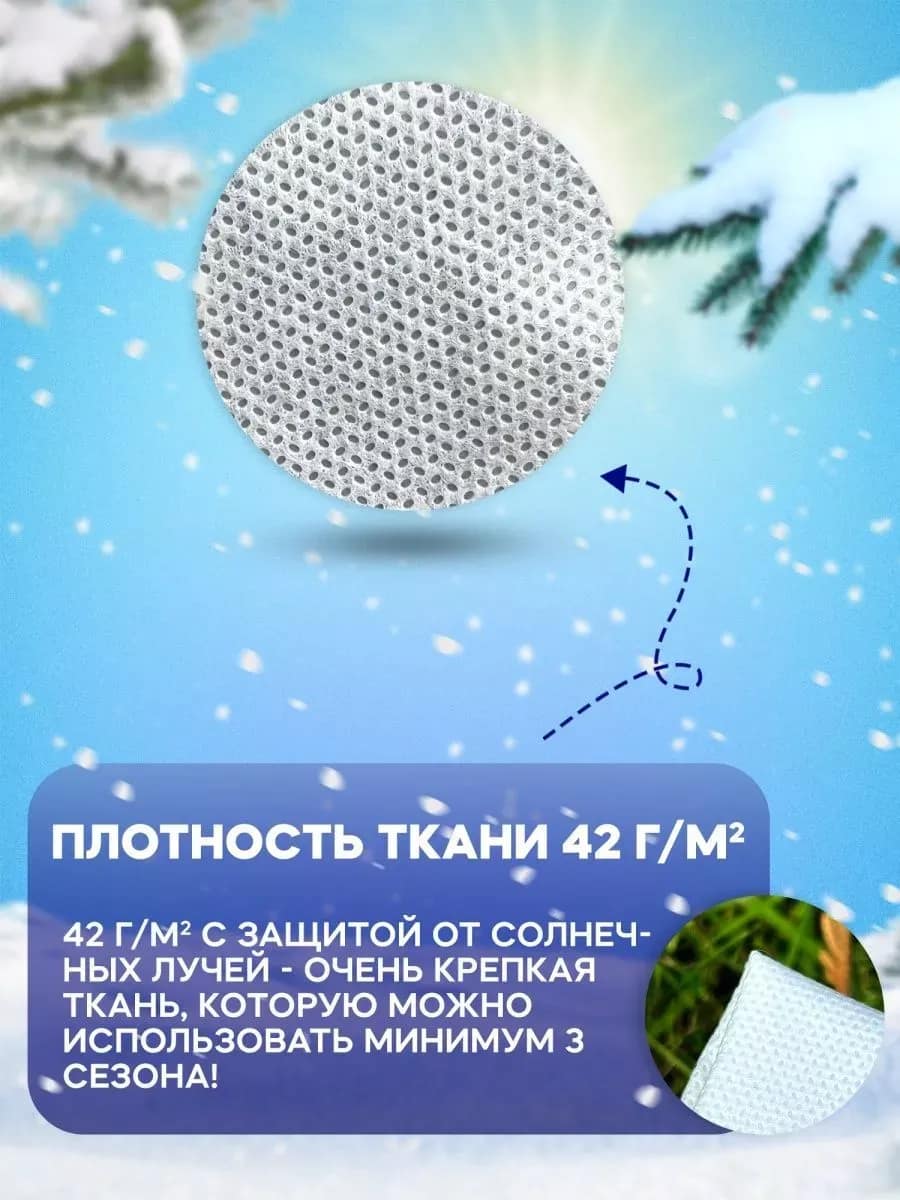 ПЛОТНОСТЬ ТКАНИ 42 Г/М²
42 Г/М² С ЗАЩИТОЙ ОТ СОЛНЕЧ-
НЫХ ЛУЧЕЙ - ОЧЕНЬ КРЕПКАЯ
ТКАНЬ, КОТОРУЮ МОЖНО
ИСПОЛЬЗОВАТЬ МИНИМУМ 3
СЕЗОНА!